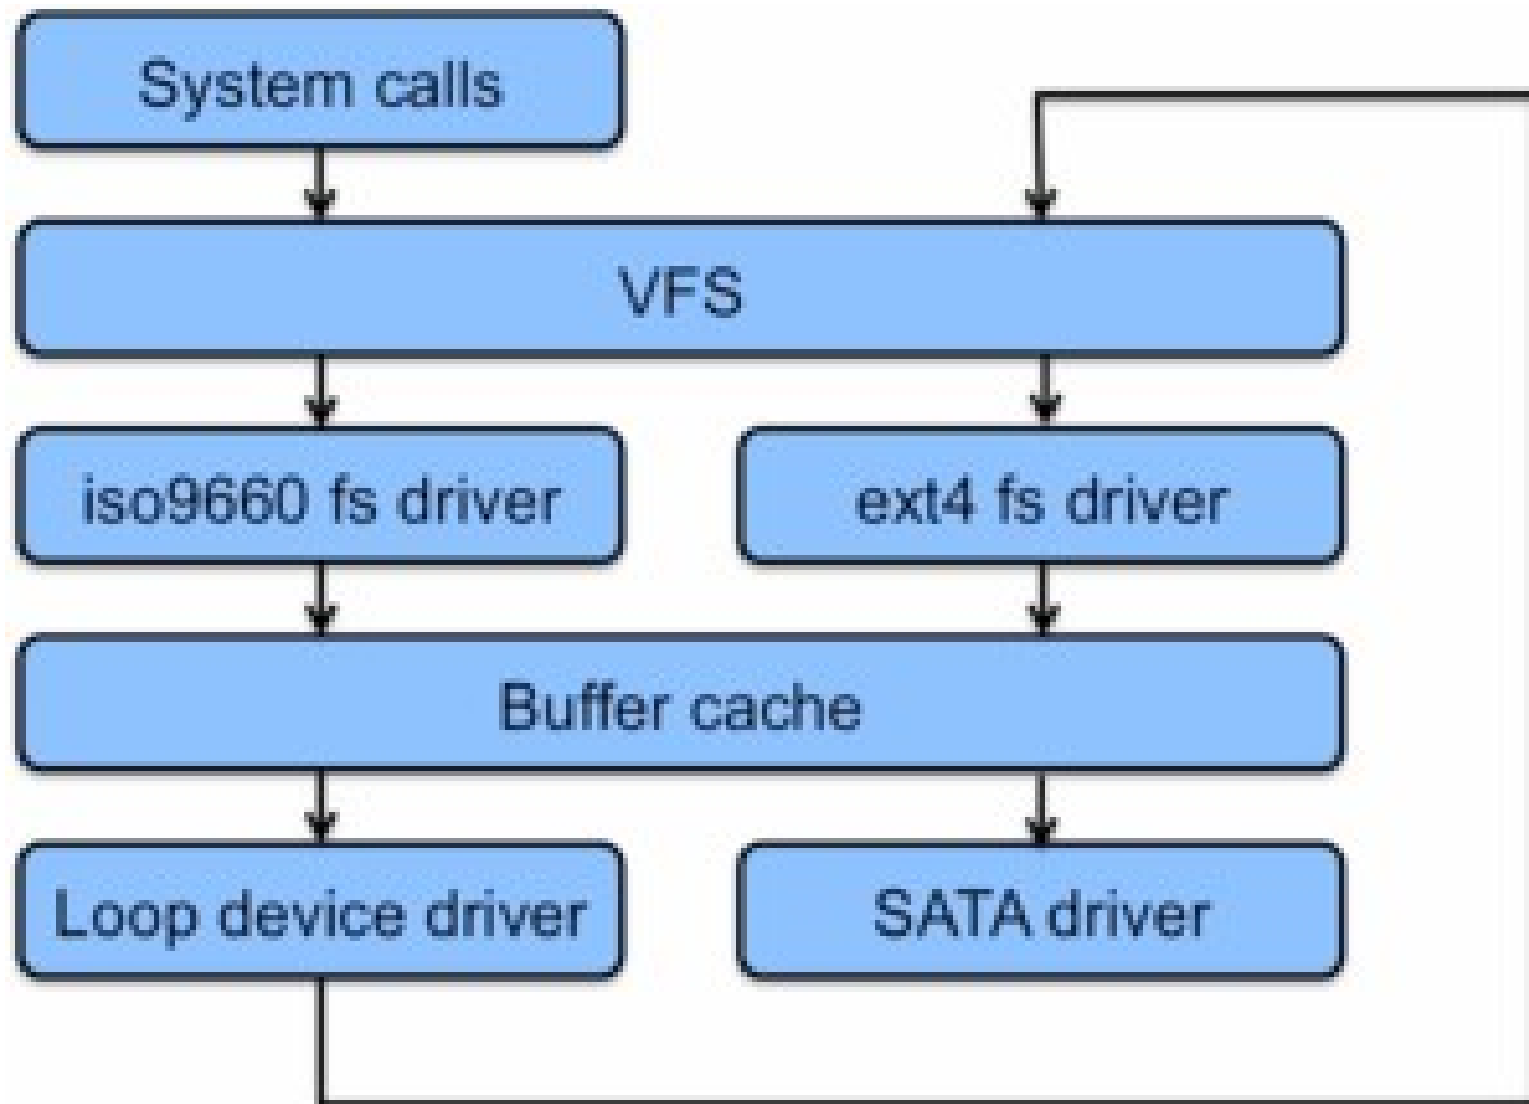 System calls
VFS
iso9660 fs driver
ext4 fs driver
Buffer cache
Loop device driver
SATA driver